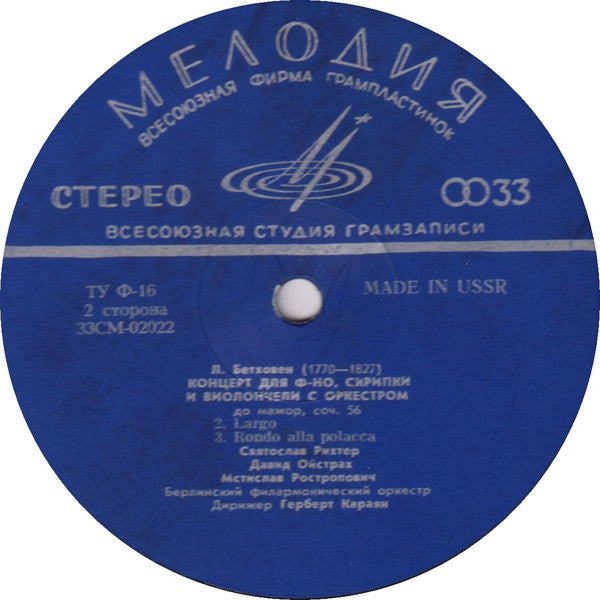 МЕЛОДИЯ
ВСЕСОЮЗНАЯ ФИРМА ГРАМПЛАСТИНОК
СТЕРЕО
33
ВСЕСОЮЗНАЯ СТУДИЯ ГРАМЗАПИСИ
ТУ Ф-16
MADE IN USSR
2 сторона
33СМ-02022
Л. Бетховен (1770—1827)
КОНЦЕРТ ДЛЯ Ф-НО, СКРИПКИ
И ВИОЛОНЧЕЛИ С ОРКЕСТРОМ
до мажор, соч. 56
2. Largo
3. Rondo alla polacca
Святослав Рихтер
Давид Ойстрах
Мстислав Ростропович
Берлинский филармонический оркестр
Дирижер Герберт Караян